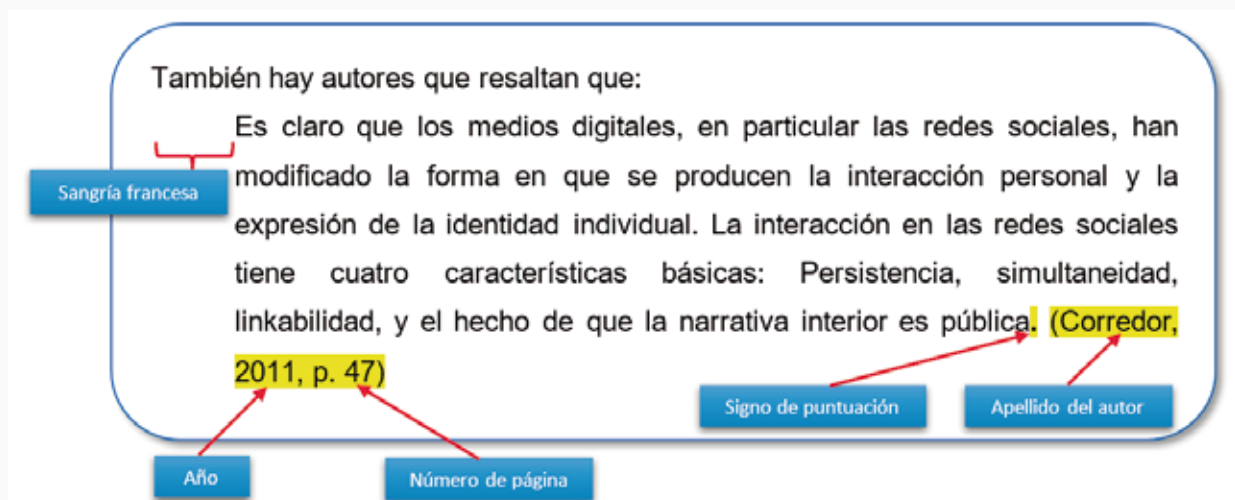 También hay autores que resaltan que:
Es claro que los medios digitales, en particular las redes sociales, han
Sangría francesa
modificado la forma en que se producen la interacción personal y la
expresión de la identidad individual. La interacción en las redes sociales
tiene cuatro características básicas: Persistencia, simultaneidad,
linkabilidad, y el hecho de que la narrativa interior es pública. (Corredor,
2011, p. 47)
Signo de puntuación
Apellido del autor
Año
Número de página